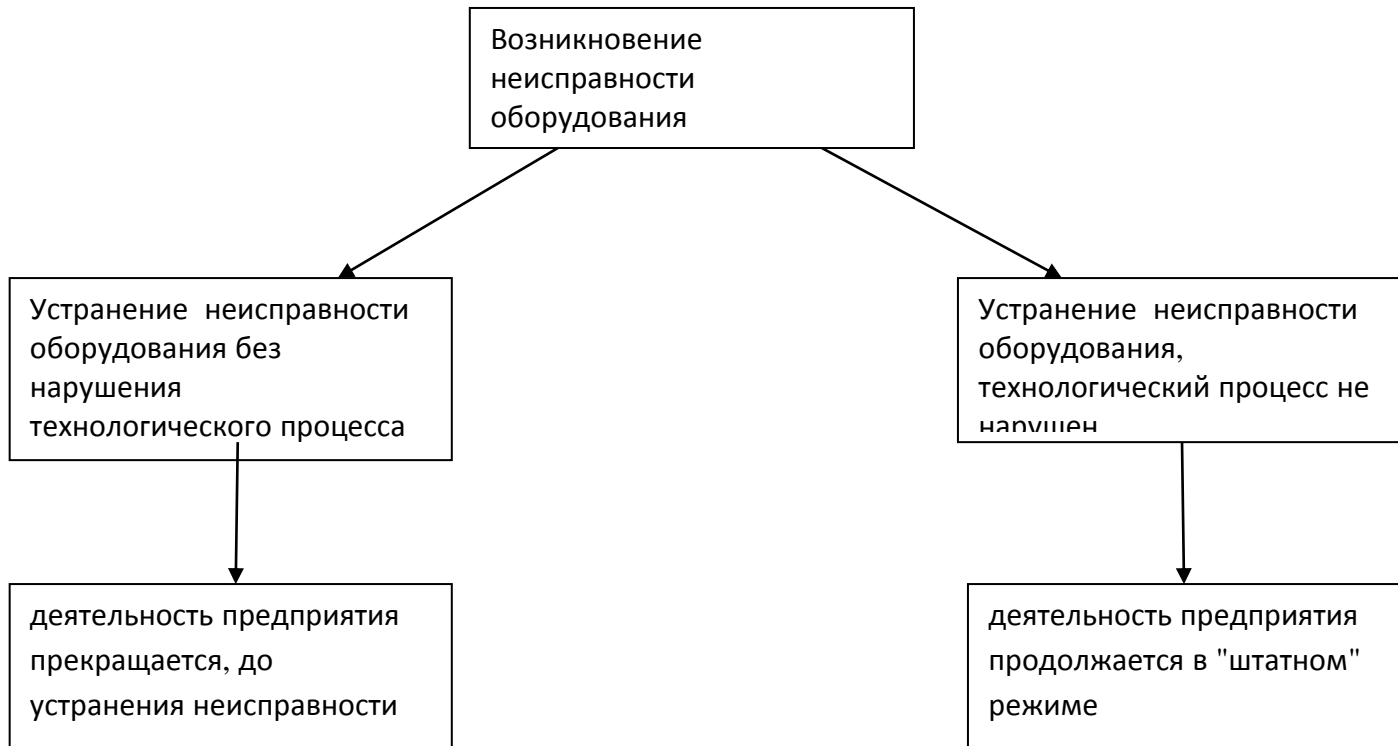 Возникновение
неисправности
оборудования
Устранение неисправности
оборудования без
нарушения
технологического процесса
Устранение неисправности
оборудования,
технологический процесс не
нарушен
деятельность предприятия
прекращается, до
устранения неисправности
деятельность предприятия
продолжается в "штатном"
режиме